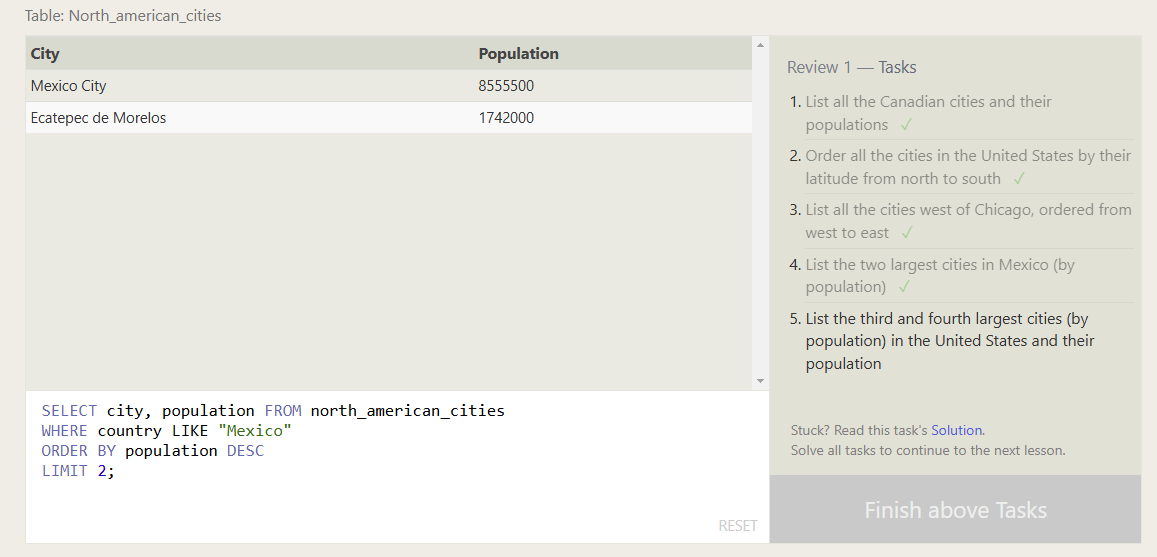 Table: North_american_cities
City Population
Mexico City 8555500
Ecatepec de Morelos 1742000
SELECT city, population FROM north_american_cities
WHERE country LIKE "Mexico"
ORDER BY population DESC
LIMIT 2;
RESET
Review 1 — Tasks
1. List all the Canadian cities and their
populations ✓
2. Order all the cities in the United States by their
latitude from north to south ✓
3. List all the cities west of Chicago, ordered from
west to east ✓
4. List the two largest cities in Mexico (by
population) ✓
5. List the third and fourth largest cities (by
population) in the United States and their
population
Stuck? Read this task's Solution.
Solve all tasks to continue to the next lesson.
Finish above Tasks